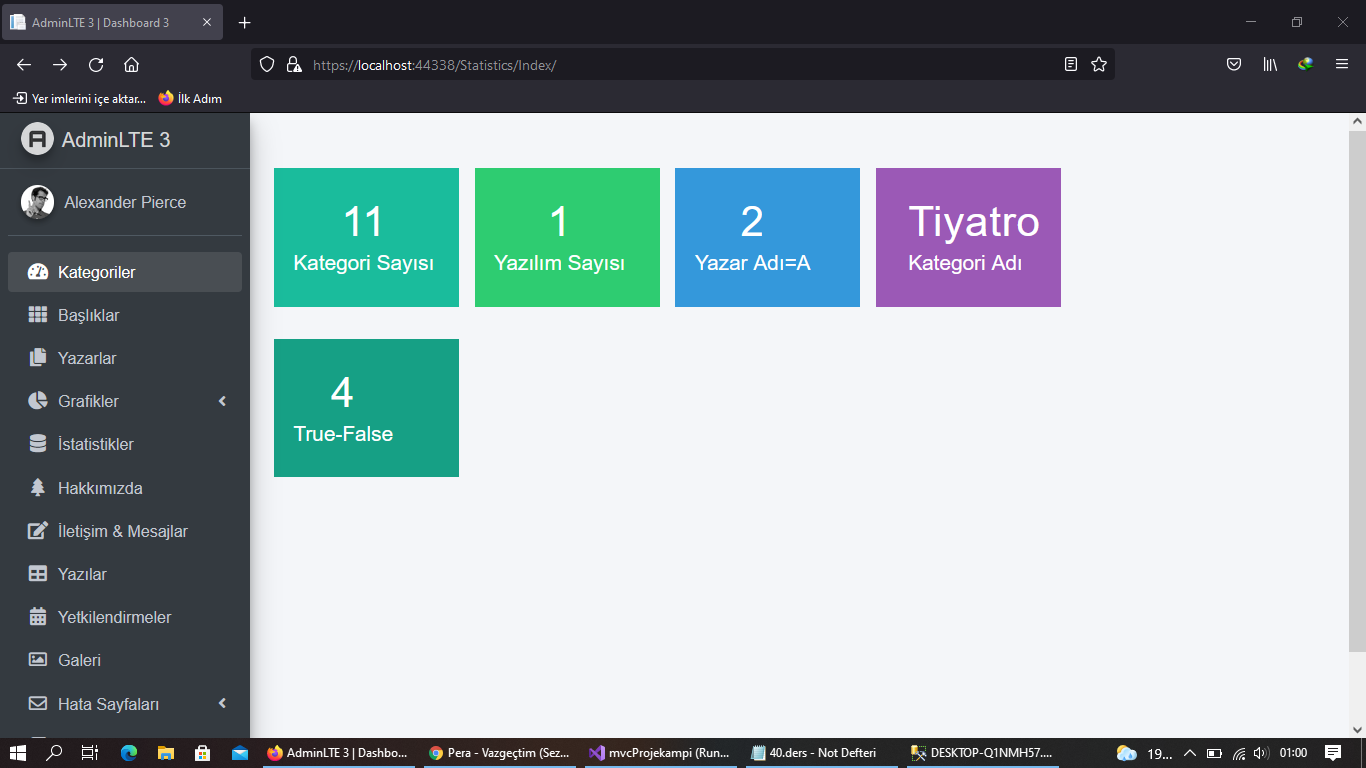 AdminLTE 3 | Dashboard 3
https://localhost:44338/Statistics/Index/
Yer imlerini içe aktar...
İlk Adım
AdminLTE 3
Alexander Pierce
Kategoriler
Başlıklar
Yazarlar
Grafikler
İstatistikler
Hakkımızda
İletişim & Mesajlar
Yazılar
Yetkilendirmeler
Galeri
Hata Sayfaları
11
Kategori Sayısı
1
Yazılım Sayısı
2
Yazar Adı=A
Tiyatro
Kategori Adı
4
True-False
AdminLTE 3 | Dashbo...
Pera - Vazgeçtim (Sez...
mvcProjekampi (Run...
40.ders - Not Defteri
DESKTOP-Q1NMH57....
19...
01:00